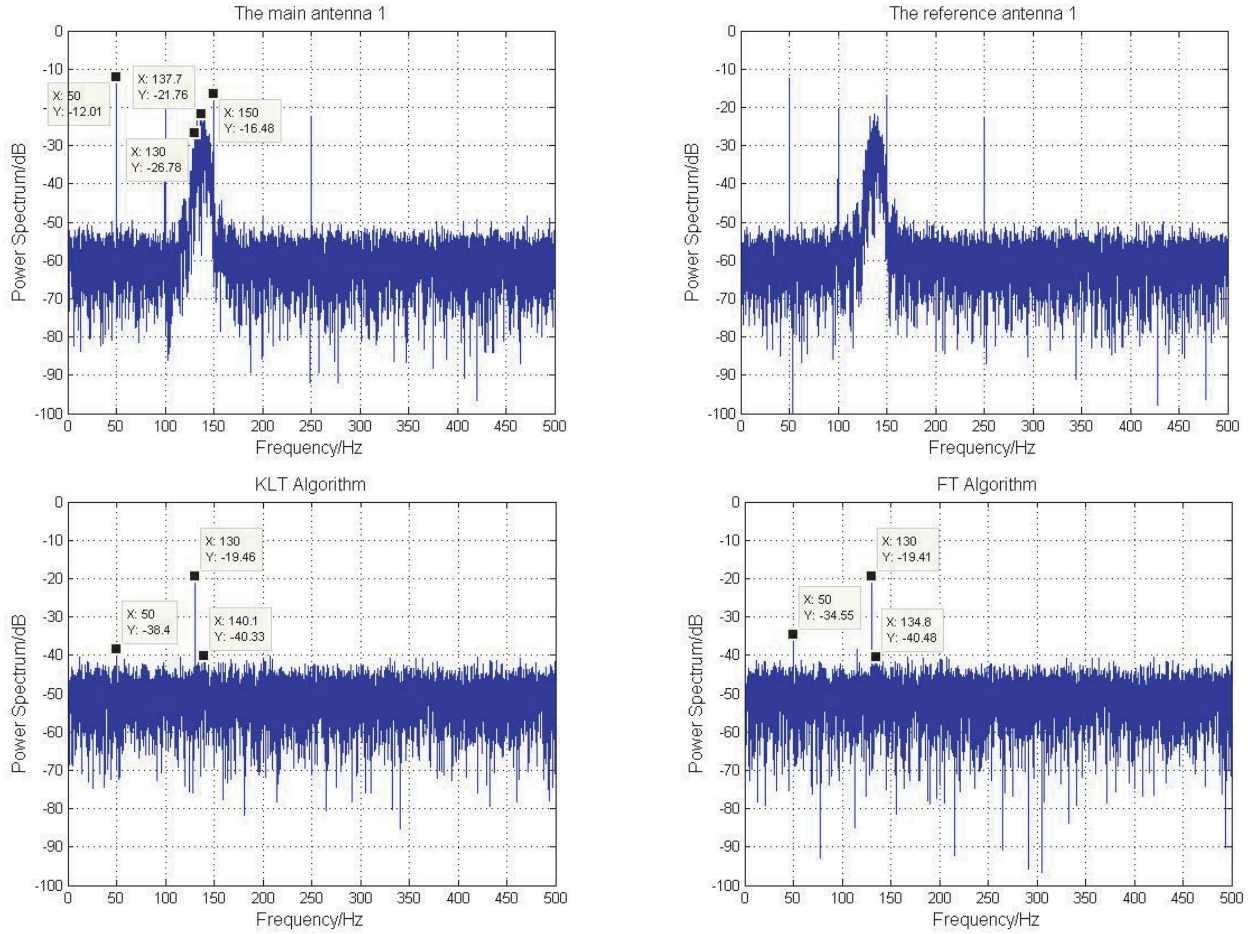 The main antenna 1
0
-10
-20
-30
-40
-50
-60
-70
-80
-90
-100
Power Spectrum/dB
X: 50
Y: -12.01
X: 137.7
Y: -21.76
X: 150
Y: -16.48
X: 130
Y: -26.78
0 50 100 150 200 250 300 350 400 450 500
Frequency/Hz
The reference antenna 1
0
-10
-20
-30
-40
-50
-60
-70
-80
-90
-100
Power Spectrum/dB
0 50 100 150 200 250 300 350 400 450 500
Frequency/Hz
KLT Algorithm
0
-10
-20
-30
-40
-50
-60
-70
-80
-90
-100
Power Spectrum/dB
X: 130
Y: -19.46
X: 50
Y: -38.4
X: 140.1
Y: -40.33
0 50 100 150 200 250 300 350 400 450 500
Frequency/Hz
FT Algorithm
0
-10
-20
-30
-40
-50
-60
-70
-80
-90
-100
Power Spectrum/dB
X: 130
Y: -19.41
X: 50
Y: -34.55
X: 134.8
Y: -40.48
0 50 100 150 200 250 300 350 400 450 500
Frequency/Hz